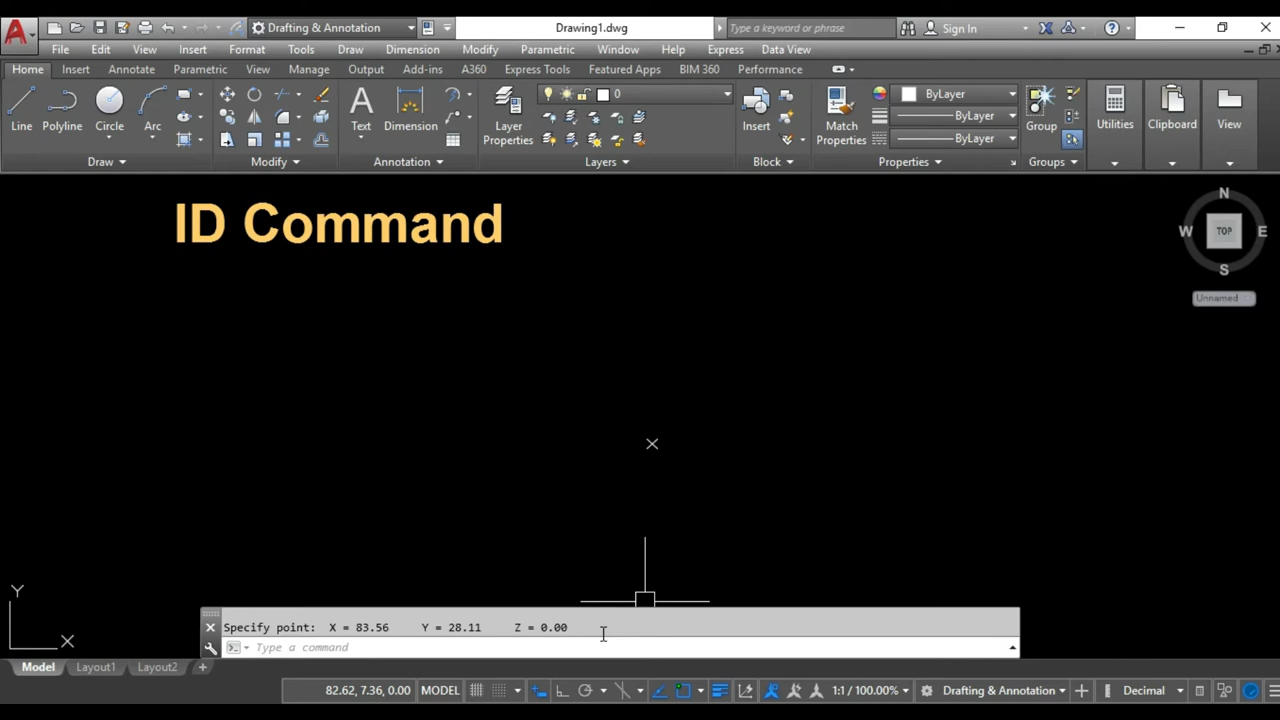 Drafting & Annotation
Drawing1.dwg
Type a keyword or phrase
Sign In
File Edit View Insert Format Tools Draw Dimension Modify Parametric Window Help Express Data View
Home Insert Annotate Parametric View Manage Output Add-ins A360 Express Tools Featured Apps BIM 360 Performance
0
ByLayer
ByLayer
ByLayer
Line Polyline Circle Arc
Text Dimension
Layer Properties
Insert
Match Properties
Group
Utilities
Clipboard
View
Draw Modify Annotation Layers Block Properties Groups
ID Command
N
W TOP E
S
Unnamed
Y
X
Specify point: X = 83.56 Y = 28.11 Z = 0.00
Type a command
Model Layout1 Layout2 +
82.62, 7.36, 0.00 MODEL 1:1 / 100.00% Drafting & Annotation Decimal